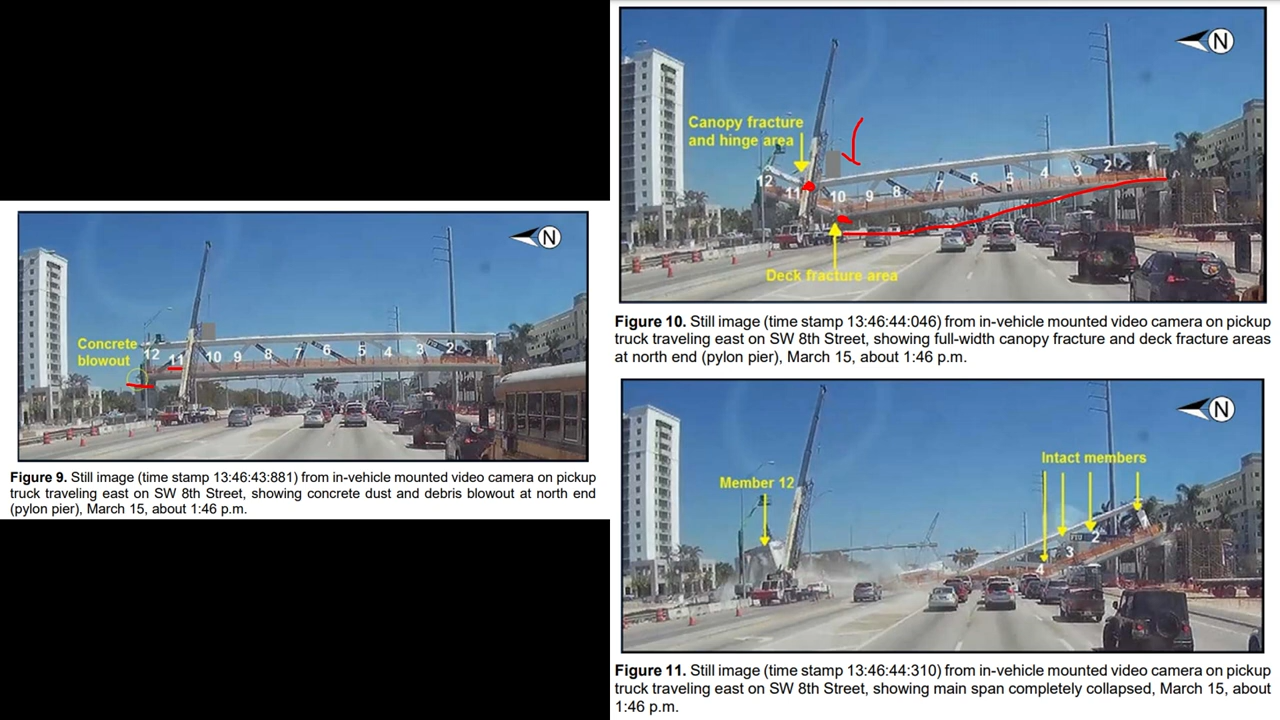 Concrete
blowout
12 11 10 9 8 7 6 5 4 3 2 1
N
Figure 9. Still image (time stamp 13:46:43:881) from in-vehicle mounted video camera on pickup
truck traveling east on SW 8th Street, showing concrete dust and debris blowout at north end
(pylon pier), March 15, about 1:46 p.m.
N
Canopy fracture
and hinge area
12 11 10 9 8 7 6 5 4 3 2 1
Deck fracture area
Figure 10. Still image (time stamp 13:46:44:046) from in-vehicle mounted video camera on pickup
truck traveling east on SW 8th Street, showing full-width canopy fracture and deck fracture areas
at north end (pylon pier), March 15, about 1:46 p.m.
N
Intact members
Member 12
4 3 2
Figure 11. Still image (time stamp 13:46:44:310) from in-vehicle mounted video camera on pickup
truck traveling east on SW 8th Street, showing main span completely collapsed, March 15, about
1:46 p.m.